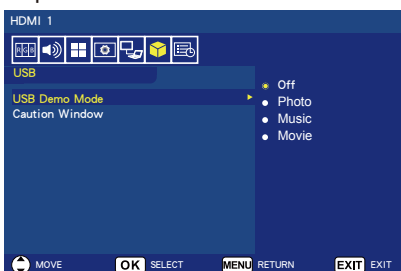 HDMI 1
RGB
USB
USB Demo Mode
Caution Window
Off
Photo
Music
Movie
MOVE OK SELECT MENU RETURN EXIT EXIT